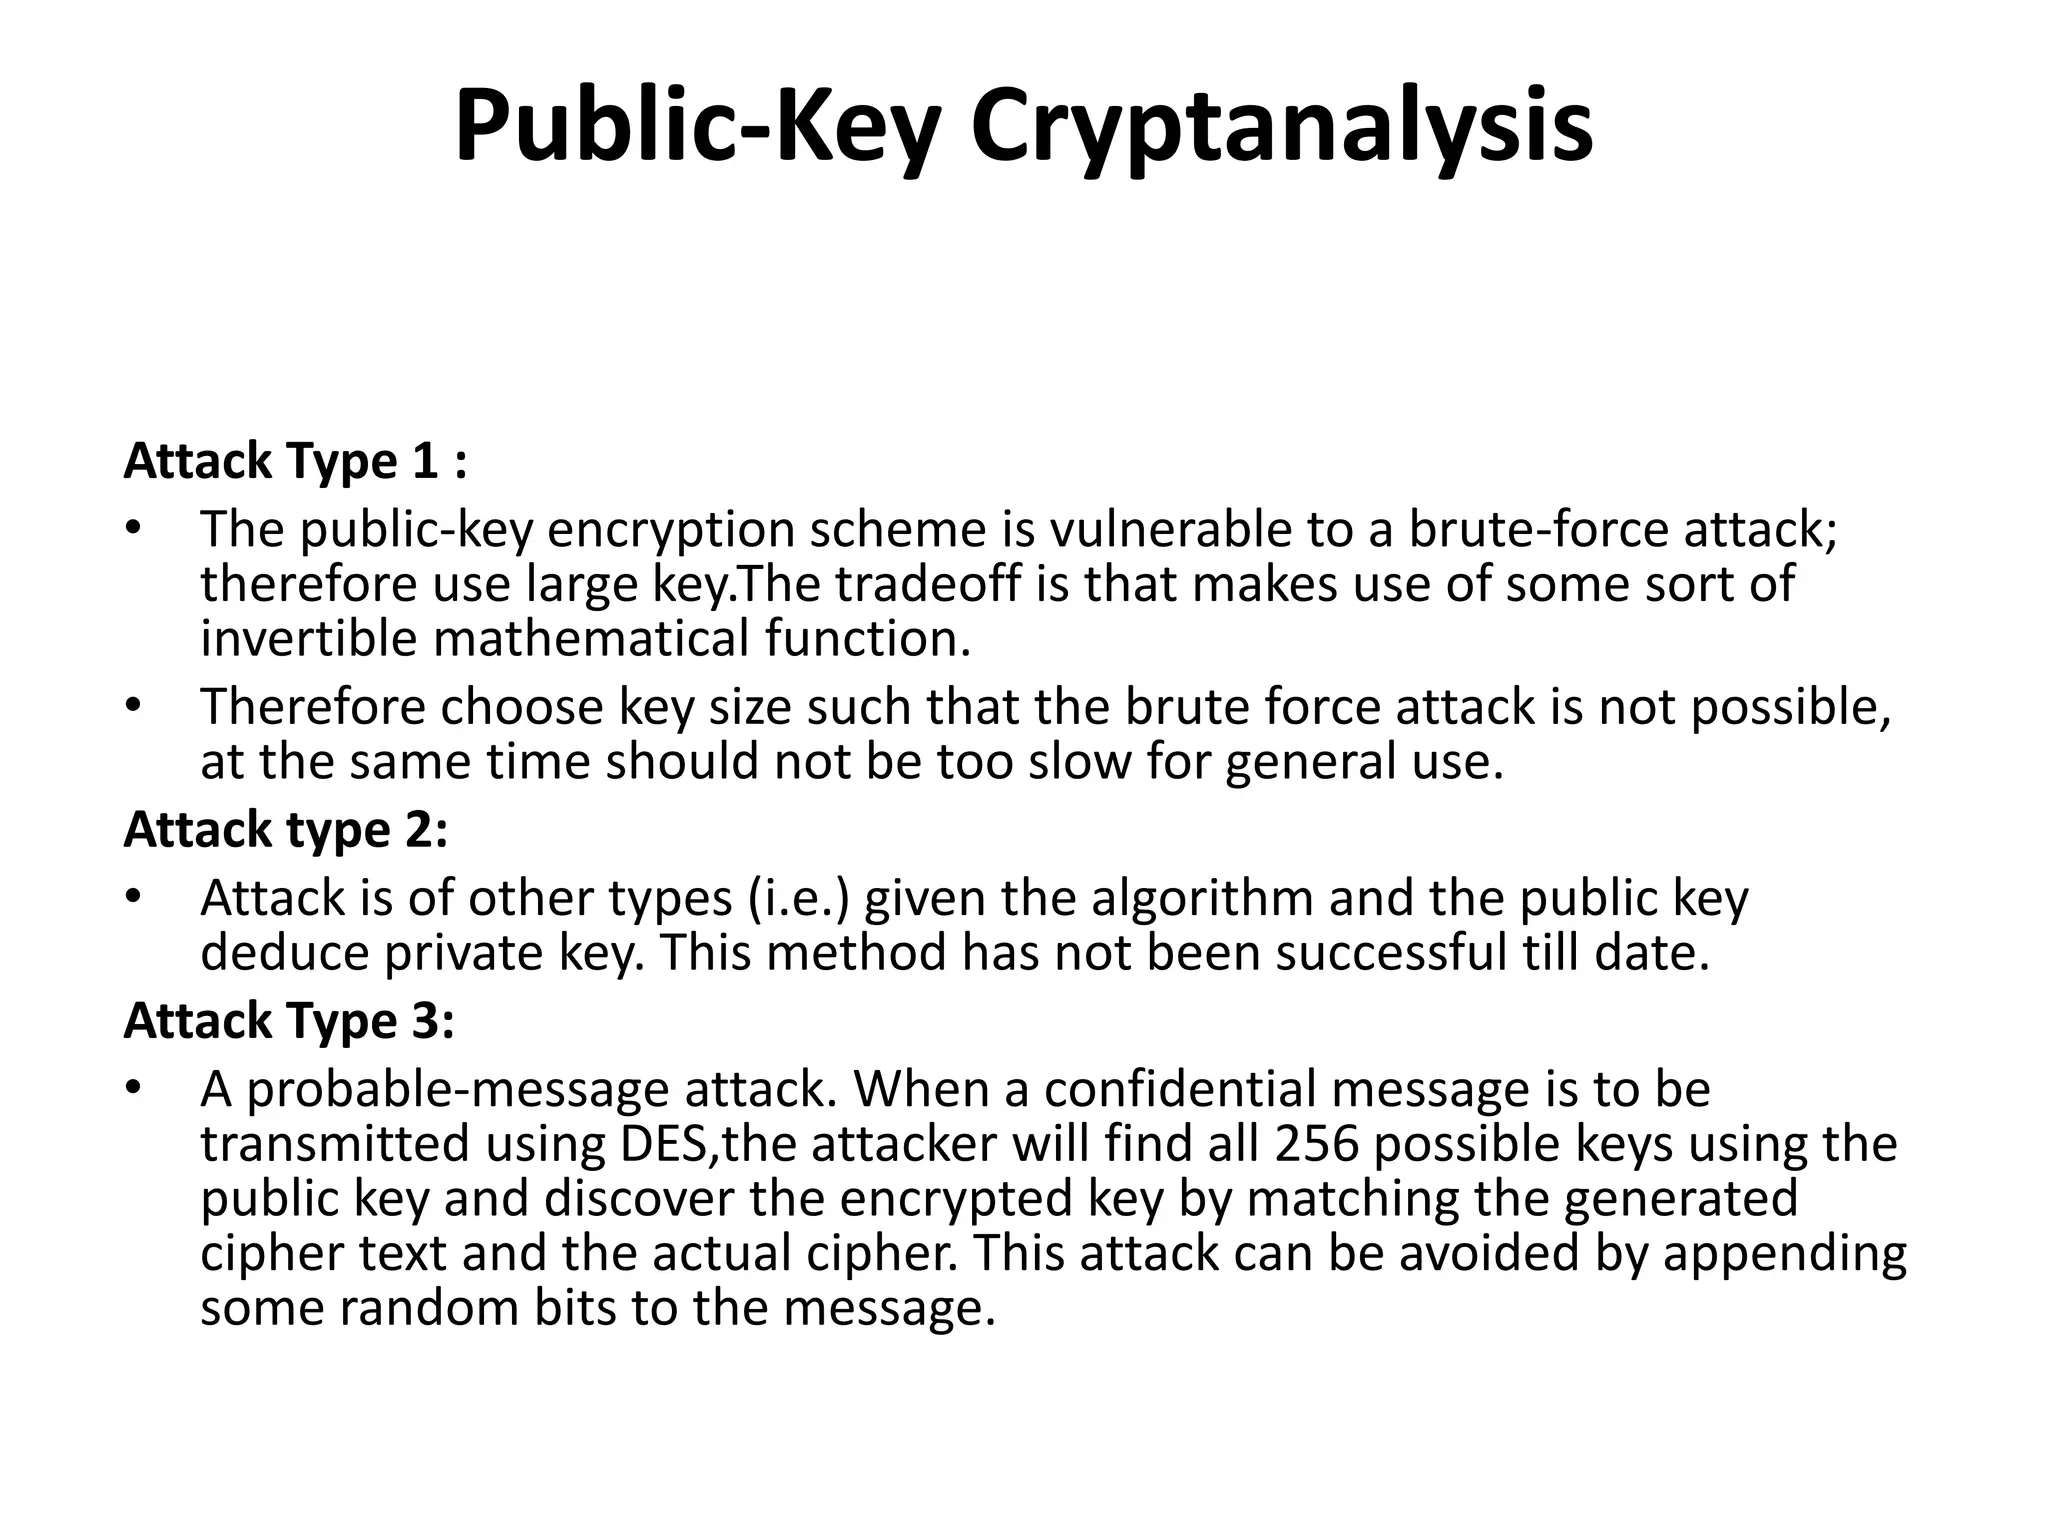 Public-Key Cryptanalysis
Attack Type 1 :
• The public-key encryption scheme is vulnerable to a brute-force attack;
therefore use large key.The tradeoff is that makes use of some sort of
invertible mathematical function.
• Therefore choose key size such that the brute force attack is not possible,
at the same time should not be too slow for general use.
Attack type 2:
• Attack is of other types (i.e.) given the algorithm and the public key
deduce private key. This method has not been successful till date.
Attack Type 3:
• A probable-message attack. When a confidential message is to be
transmitted using DES,the attacker will find all 256 possible keys using the
public key and discover the encrypted key by matching the generated
cipher text and the actual cipher. This attack can be avoided by appending
some random bits to the message.